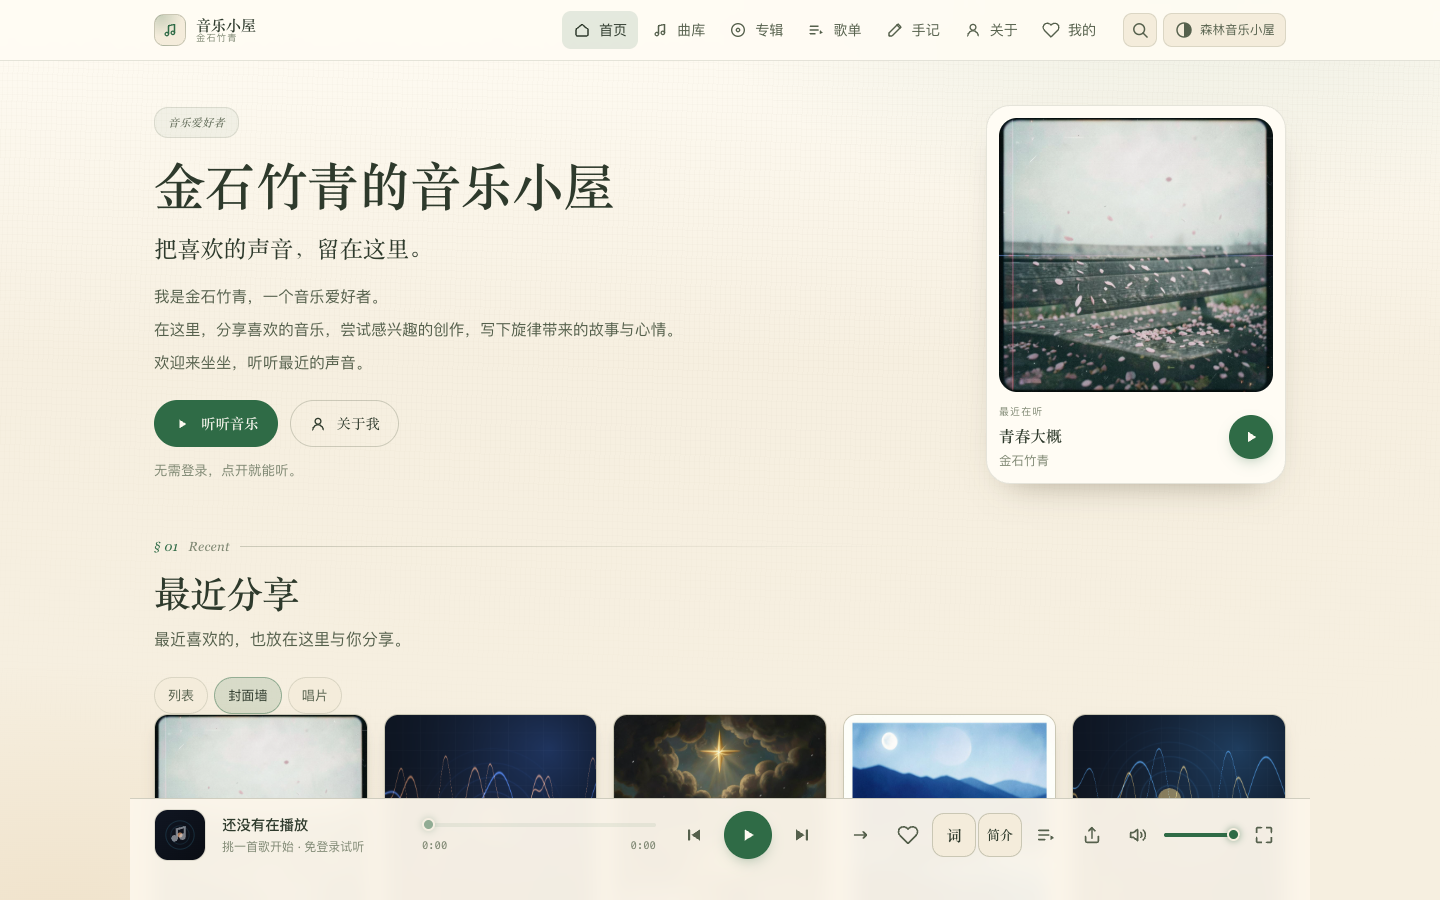 音乐小屋
金石竹青
首页
曲库
专辑
歌单
手记
关于
我的
森林音乐小屋
音乐爱好者
金石竹青的音乐小屋
把喜欢的声音，留在这里。
我是金石竹青，一个音乐爱好者。
在这里，分享喜欢的音乐，尝试感兴趣的创作，写下旋律带来的故事与心情。
欢迎来坐坐，听听最近的声音。
听听音乐
关于我
无需登录，点开就能听。
最近在听
青春大概
金石竹青
§ 01 Recent
最近分享
最近喜欢的，也放在这里与你分享。
列表
封面墙
唱片
还没有在播放
挑一首歌开始 · 免登录试听
0:00
0:00
词
简介